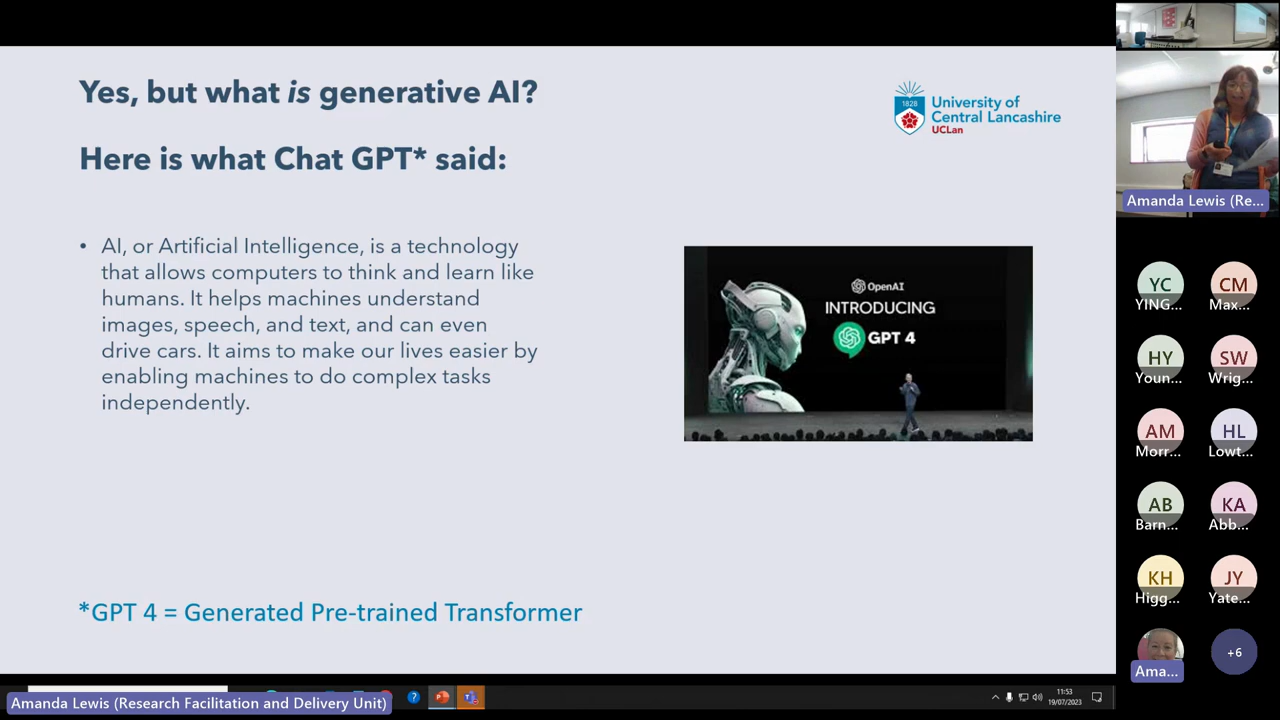 Yes, but what is generative AI?
Here is what Chat GPT* said:
1828
University of
Central Lancashire
UCLan
• AI, or Artificial Intelligence, is a technology
that allows computers to think and learn like
humans. It helps machines understand
images, speech, and text, and can even
drive cars. It aims to make our lives easier by
enabling machines to do complex tasks
independently.
OpenAI
INTRODUCING
GPT 4
*GPT 4 = Generated Pre-trained Transformer
Amanda Lewis (Re...
YC
YING...
CM
Max...
HY
Youn...
SW
Wrig...
AM
Morr...
HL
Lowt...
AB
Barn...
KA
Abb...
KH
Higg...
JY
Yate...
Ama...
+6
Amanda Lewis (Research Facilitation and Delivery Unit)
11:53
19/07/2023